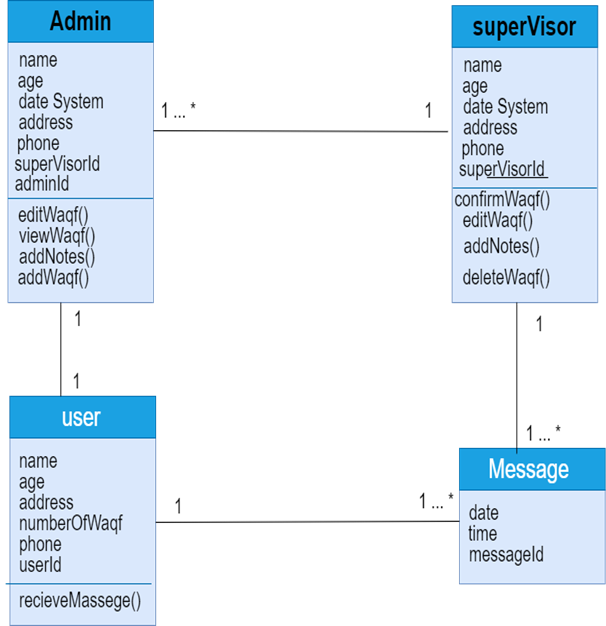 Admin
name
age
date System
address
phone
superVisorId
adminId
editWaqf()
viewWaqf()
addNotes()
addWaqf()
1 ... *
1
superVisor
name
age
date System
address
phone
superVisorId
confirmWaqf()
editWaqf()
addNotes()
deleteWaqf()
1
1
1
1 ... *
user
name
age
address
numberOfWaqf
phone
userId
recieveMassege()
1
1 ... *
Message
date
time
messageId